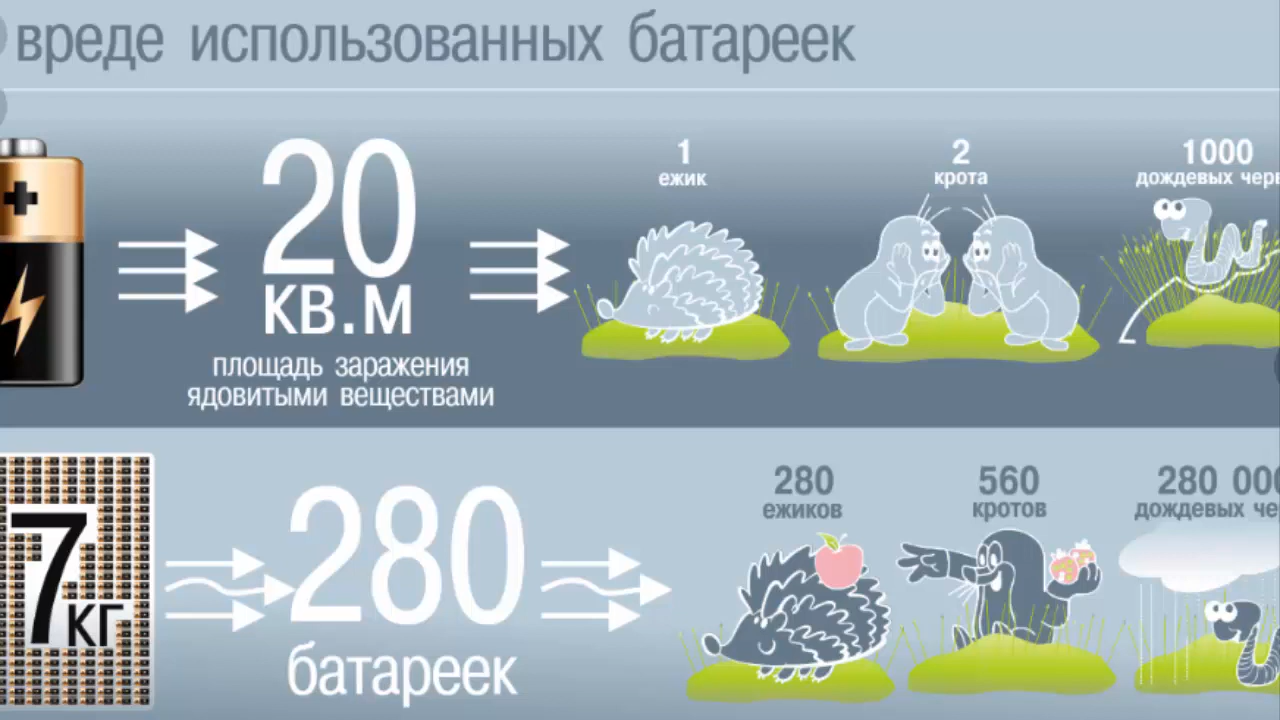 вреде использованных батареек
1
ежик
2
крота
1000
дождевых
20
КВ.М
площадь заражения
ядовитыми веществами
7
кг
280
батареек
280
ежиков
560
кротов
280
дождевых